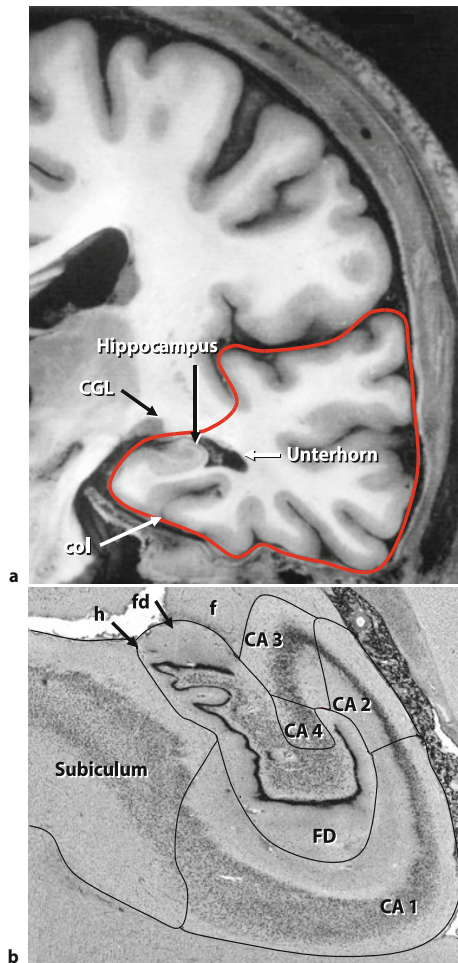 Hippocampus
CGL
Unterhorn
col
a
h
fd
f
CA 3
CA 2
CA 4
Subiculum
FD
CA 1
b